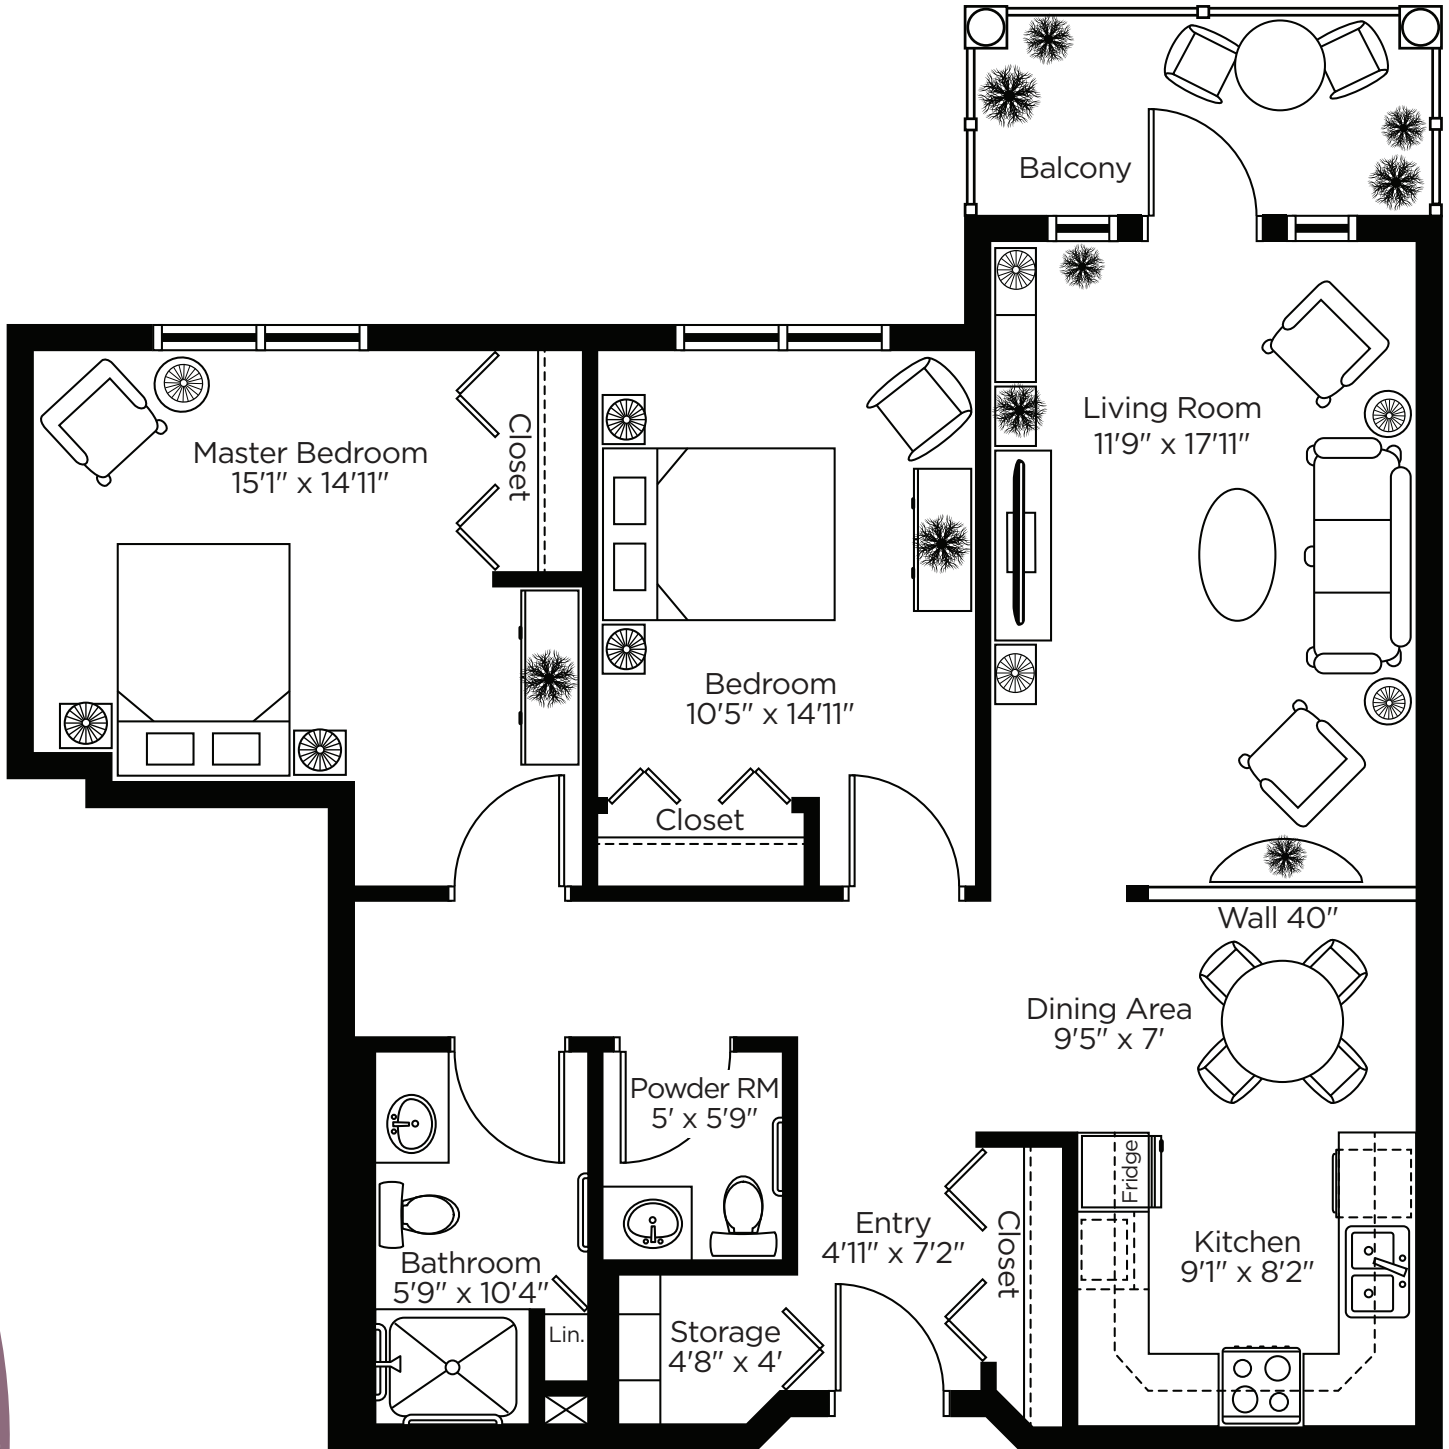 Balcony
Living Room
11'9" x 17'11"
Master Bedroom
15'1" x 14'11"
Closet
Bedroom
10'5" x 14'11"
Closet
Wall 40"
Dining Area
9'5" x 7'
Powder RM
5' x 5'9"
Fridge
Entry
4'11" x 7'2"
Closet
Kitchen
9'1" x 8'2"
Bathroom
5'9" x 10'4"
Lin.
Storage
4'8" x 4'